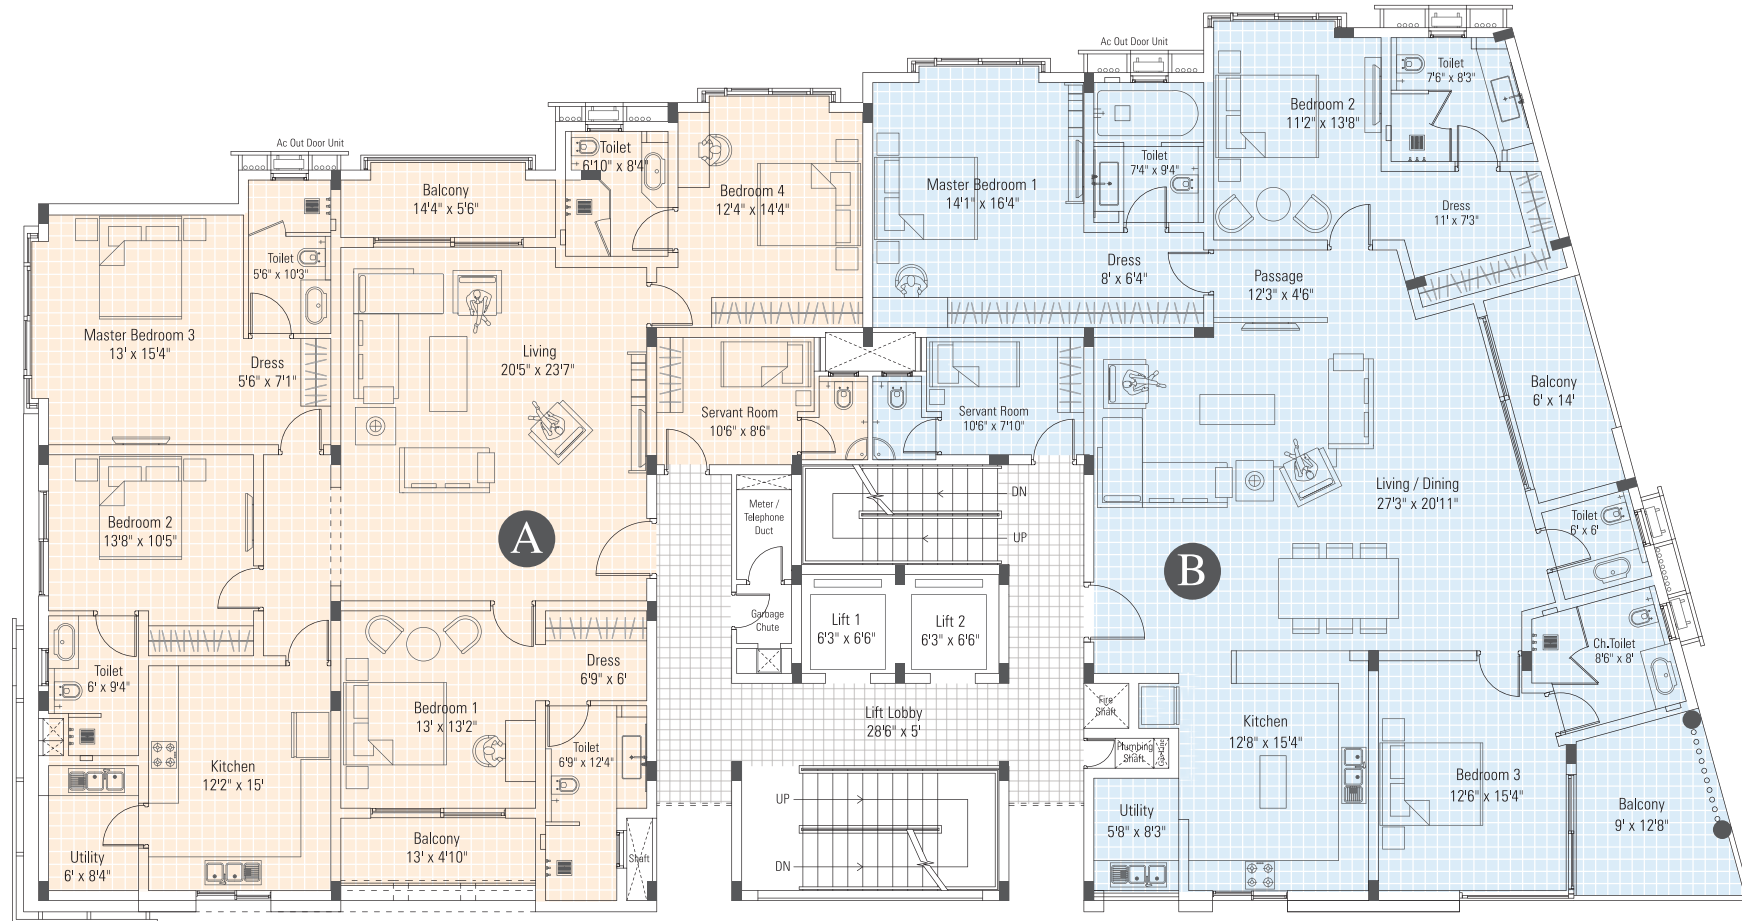 Ac Out Door Unit
Toilet
7'6" x 8'3"
Bedroom 2
11'2" x 13'8"
Ac Out Door Unit
Toilet
6'10" x 8'4"
Balcony
14'4" x 5'6"
Bedroom 4
12'4" x 14'4"
Master Bedroom 1
14'1" x 16'4"
Toilet
7'4" x 9'4"
Dress
11' x 7'3"
Toilet
5'6" x 10'3"
Dress
8' x 6'4"
Passage
12'3" x 4'6"
Master Bedroom 3
13' x 15'4"
Dress
5'6" x 7'1"
Living
20'5" x 23'7"
Servant Room
10'6" x 8'6"
Servant Room
10'6" x 7'10"
Balcony
6' x 14'
Bedroom 2
13'8" x 10'5"
A
Meter /
Telephone
Duct
DN
UP
Living / Dining
27'3" x 20'11"
Toilet
6' x 6'
B
Garbage
Chute
Lift 1
6'3" x 6'6"
Lift 2
6'3" x 6'6"
Ch.Toilet
8'6" x 8'
Toilet
6' x 9'4"
Dress
6'9" x 6'
Bedroom 1
13' x 13'2"
Lift Lobby
28'6" x 5'
Fire
Shaft
Kitchen
12'8" x 15'4"
Toilet
6'9" x 12'4"
Plumbing
Shaft
Kitchen
12'2" x 15'
Bedroom 3
12'6" x 15'4"
UP
DN
Utility
5'8" x 8'3"
Balcony
9' x 12'8"
Balcony
13' x 4'10"
Utility
6' x 8'4"
Shaft